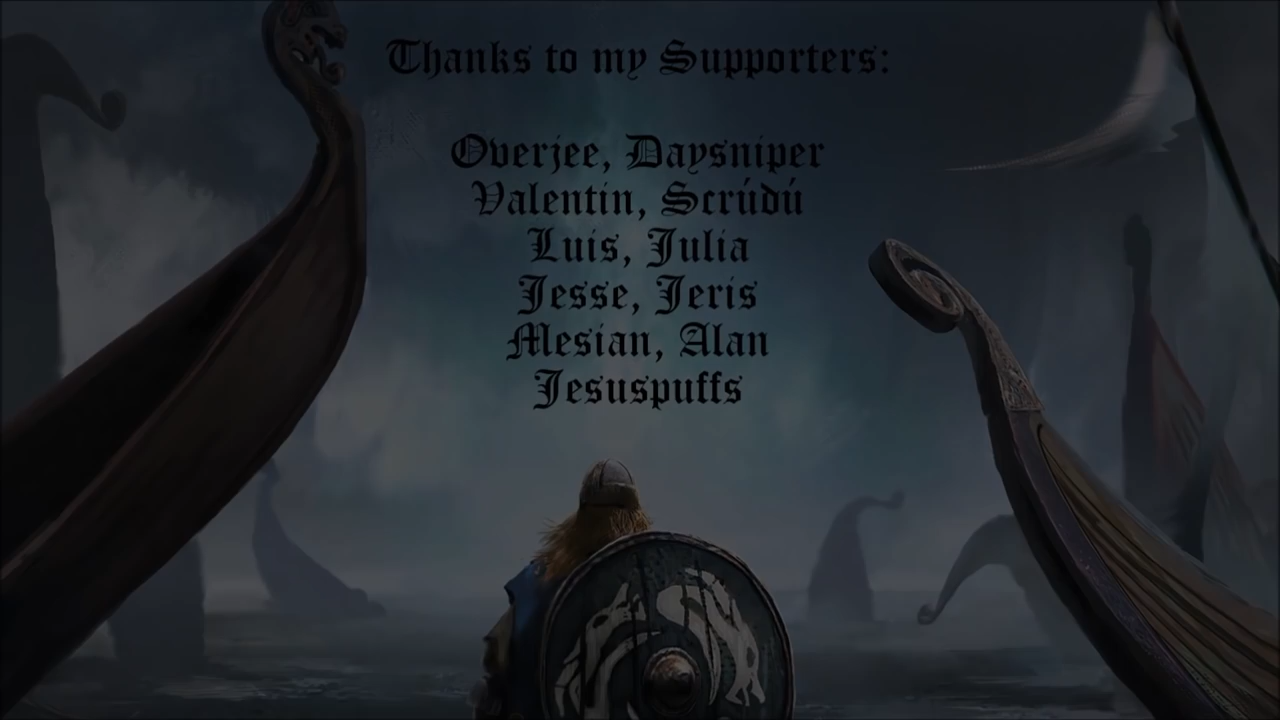 Thanks to my Supporters:
Overjee, Daysniper
Valentin, Scrúdú
Luis, Julia
Jesse, Jeris
Mesian, Alan
Jesuspuffs